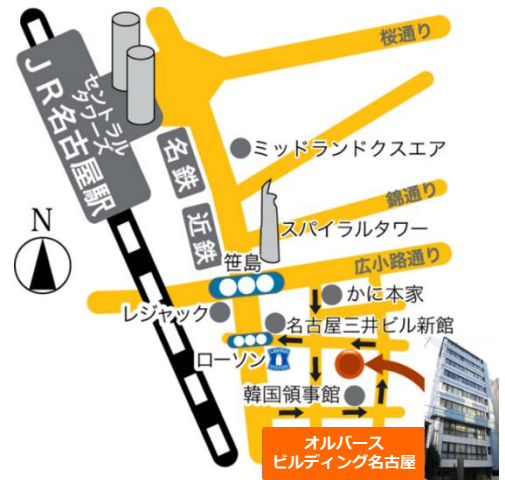 桜通り
セントラル
タワーズ
JR名古屋駅
ミッドランドクスエア
名鉄
錦通り
近鉄
スパイラルタワー
N
広小路通り
笹島
かに本家
レジャック
名古屋三井ビル新館
ローソン
韓国領事館
オルバース
ビルディング名古屋